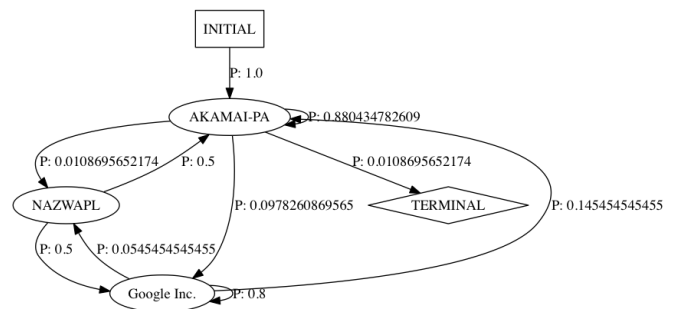 INITIAL
P: 1.0
AKAMAI-PA
P: 0.880434782609
P: 0.0108695652174
P: 0.5
P: 0.0108695652174
NAZWAPL
P: 0.0978260869565
TERMINAL
P: 0.145454545455
P: 0.5
P: 0.0545454545455
Google Inc.
P: 0.8